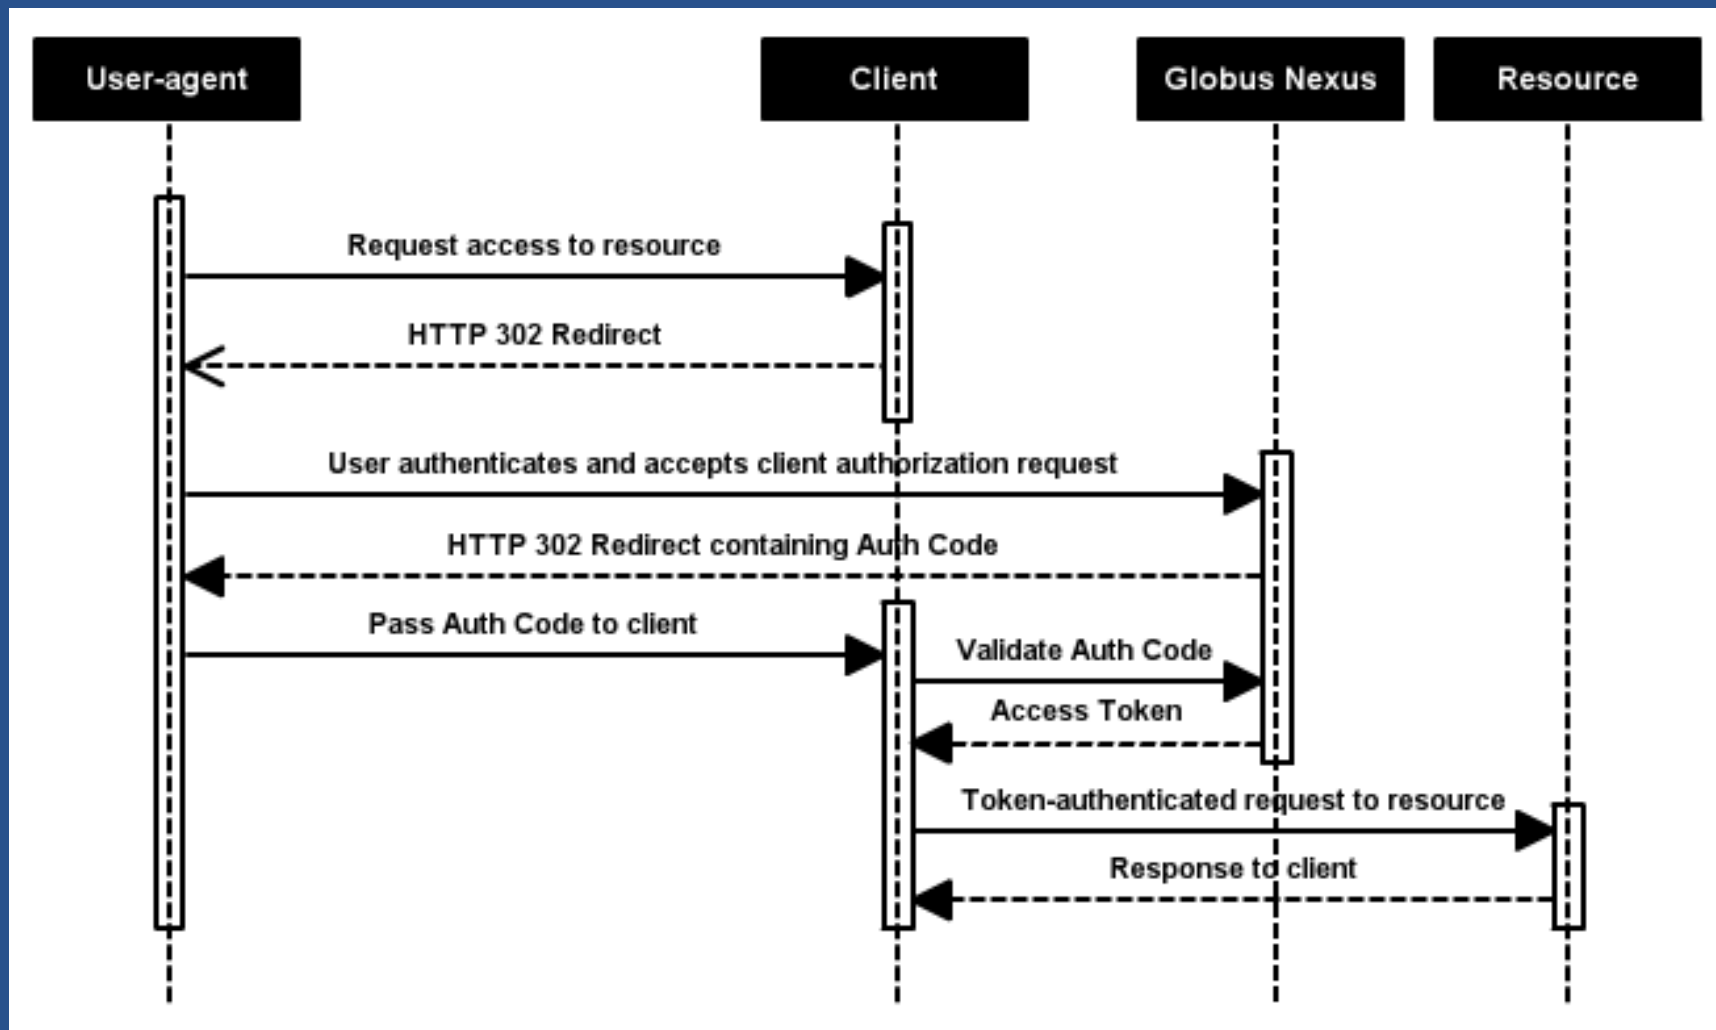 User-agent
Client
Globus Nexus
Resource
Request access to resource
HTTP 302 Redirect
User authenticates and accepts client authorization request
HTTP 302 Redirect containing Auth Code
Pass Auth Code to client
Validate Auth Code
Access Token
Token-authenticated request to resource
Response to client